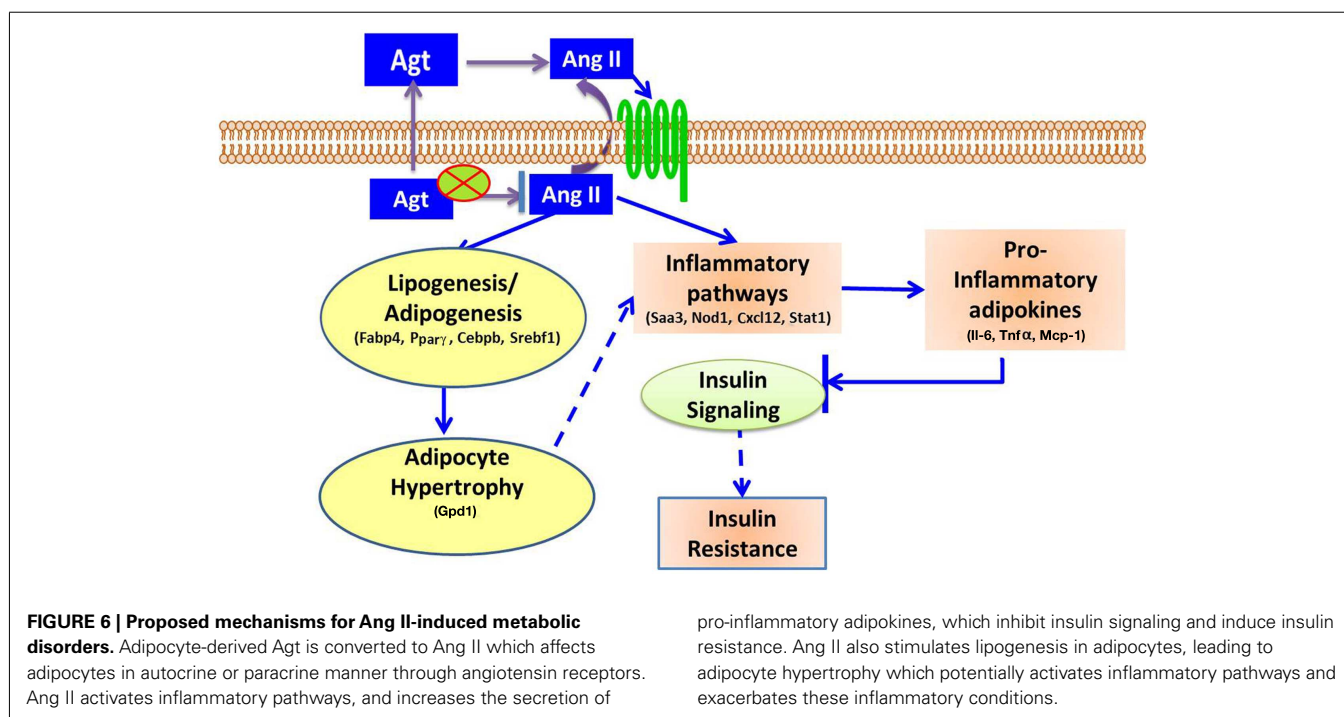 Agt
Ang II
Agt
Ang II
Lipogenesis/
Adipogenesis
(Fabp4, Pparγ, Cebpb, Srebf1)
Inflammatory
pathways
(Saa3, Nod1, Cxcl12, Stat1)
Pro-
Inflammatory
adipokines
(Il-6, Tnfα, Mcp-1)
Insulin
Signaling
Adipocyte
Hypertrophy
(Gpd1)
Insulin
Resistance
FIGURE 6 | Proposed mechanisms for Ang II-induced metabolic
disorders. Adipocyte-derived Agt is converted to Ang II which affects
adipocytes in autocrine or paracrine manner through angiotensin receptors.
Ang II activates inflammatory pathways, and increases the secretion of
pro-inflammatory adipokines, which inhibit insulin signaling and induce insulin
resistance. Ang II also stimulates lipogenesis in adipocytes, leading to
adipocyte hypertrophy which potentially activates inflammatory pathways and
exacerbates these inflammatory conditions.